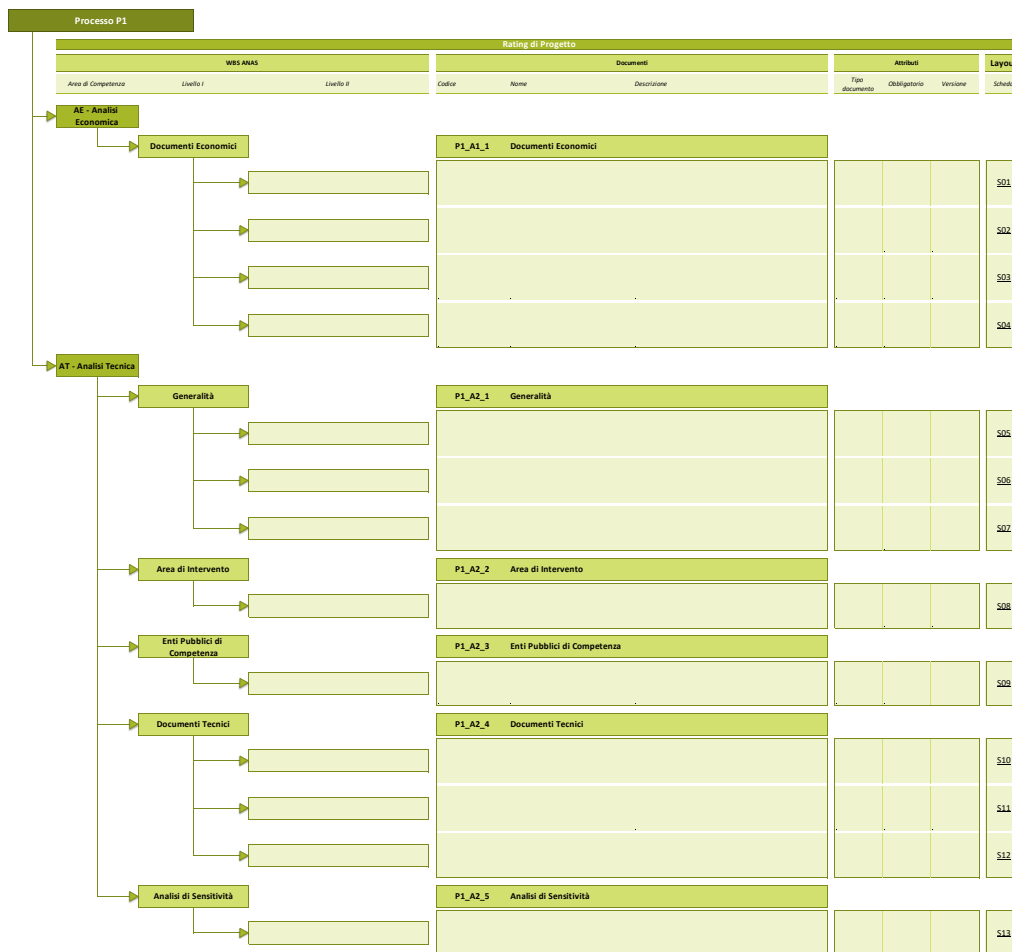 Processo P1
Rating di Progetto
WBS ANAS
Documenti
Attributi
Layou
Area di Competenza
Livello I
Livello II
Codice
Nome
Descrizione
Tipo
documento
Obbligatorio
Versione
Scheda
AE - Analisi
Economica
Documenti Economici
P1_A1_1 Documenti Economici
S01
S02
S03
S04
AT - Analisi Tecnica
Generalità
P1_A2_1 Generalità
S05
S06
S07
Area di Intervento
P1_A2_2 Area di Intervento
S08
Enti Pubblici di
Competenza
P1_A2_3 Enti Pubblici di Competenza
S09
Documenti Tecnici
P1_A2_4 Documenti Tecnici
S10
S11
S12
Analisi di Sensitività
P1_A2_5 Analisi di Sensitività
S13